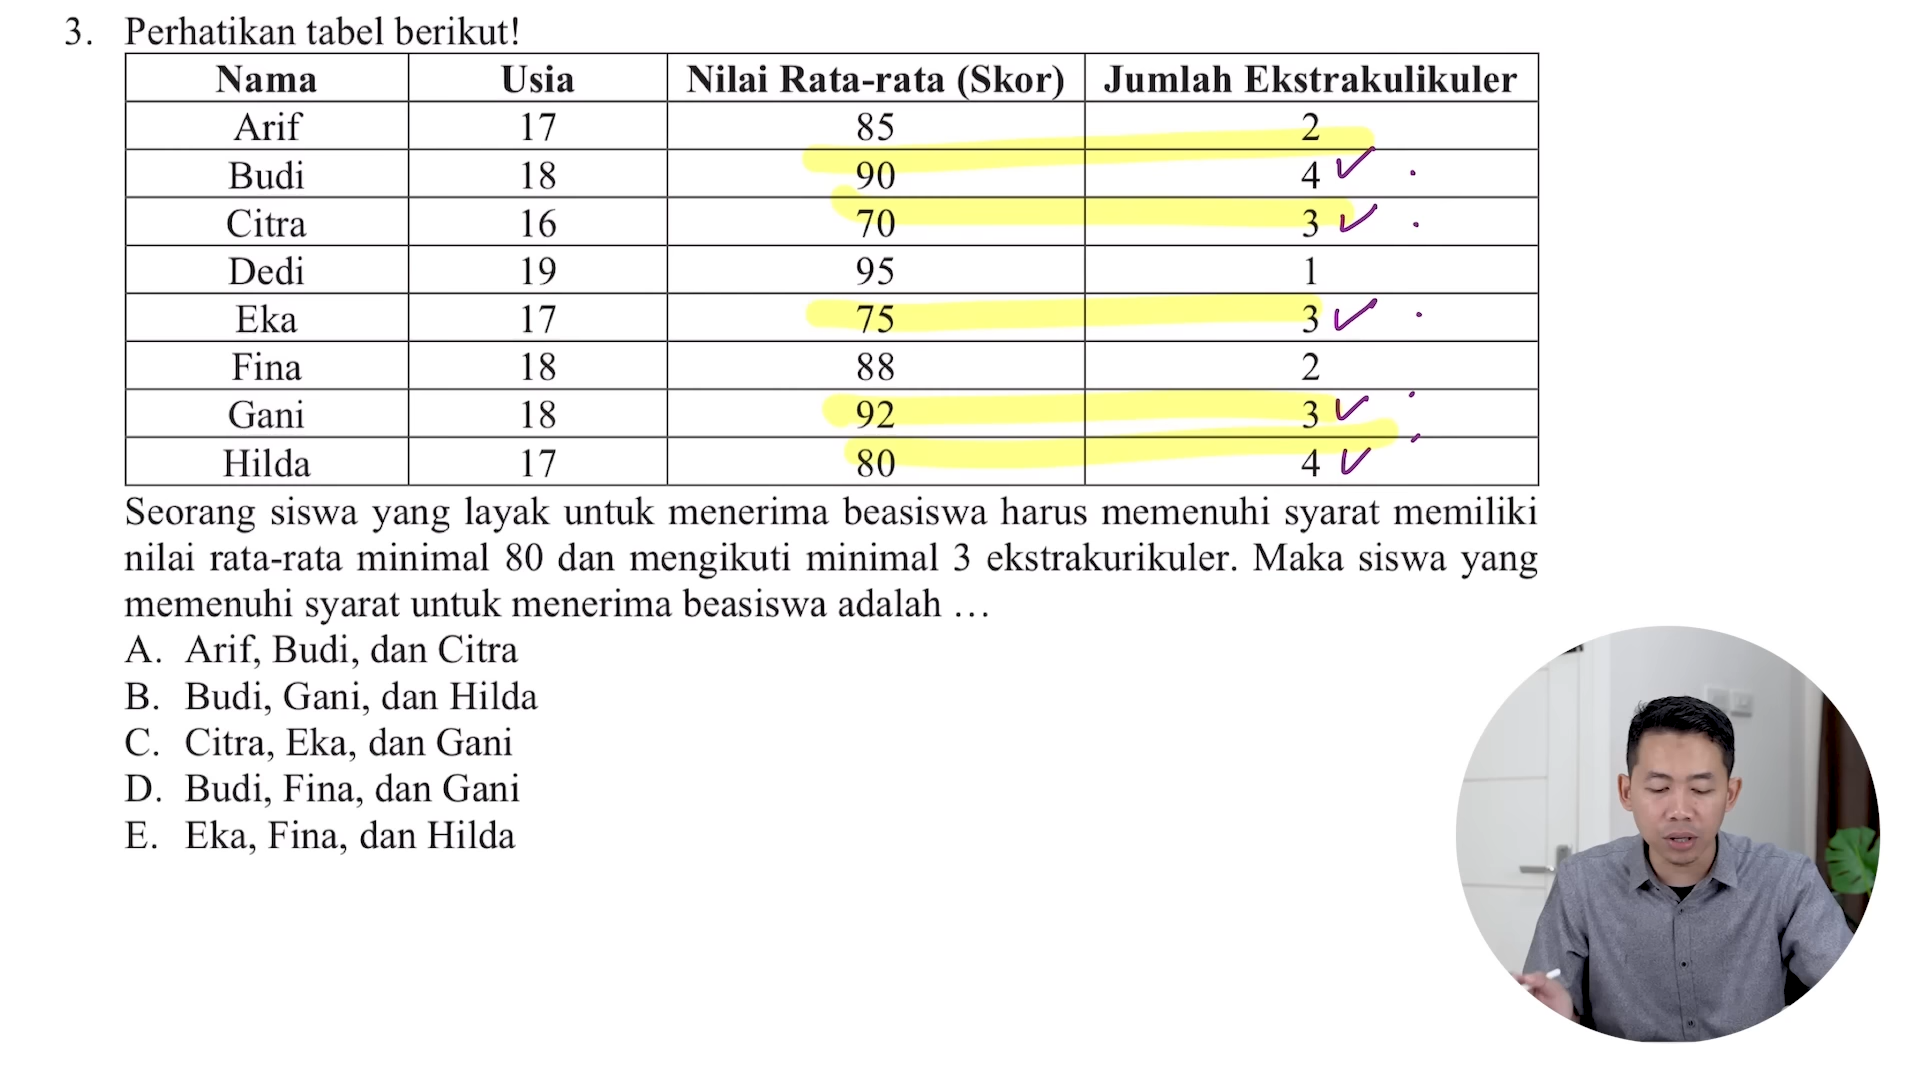 3. Perhatikan tabel berikut!
Nama Usia Nilai Rata-rata (Skor) Jumlah Ekstrakulikuler
Arif 17 85 2
Budi 18 90 4
Citra 16 70 3
Dedi 19 95 1
Eka 17 75 3
Fina 18 88 2
Gani 18 92 3
Hilda 17 80 4
Seorang siswa yang layak untuk menerima beasiswa harus memenuhi syarat memiliki
nilai rata-rata minimal 80 dan mengikuti minimal 3 ekstrakurikuler. Maka siswa yang
memenuhi syarat untuk menerima beasiswa adalah …
A. Arif, Budi, dan Citra
B. Budi, Gani, dan Hilda
C. Citra, Eka, dan Gani
D. Budi, Fina, dan Gani
E. Eka, Fina, dan Hilda